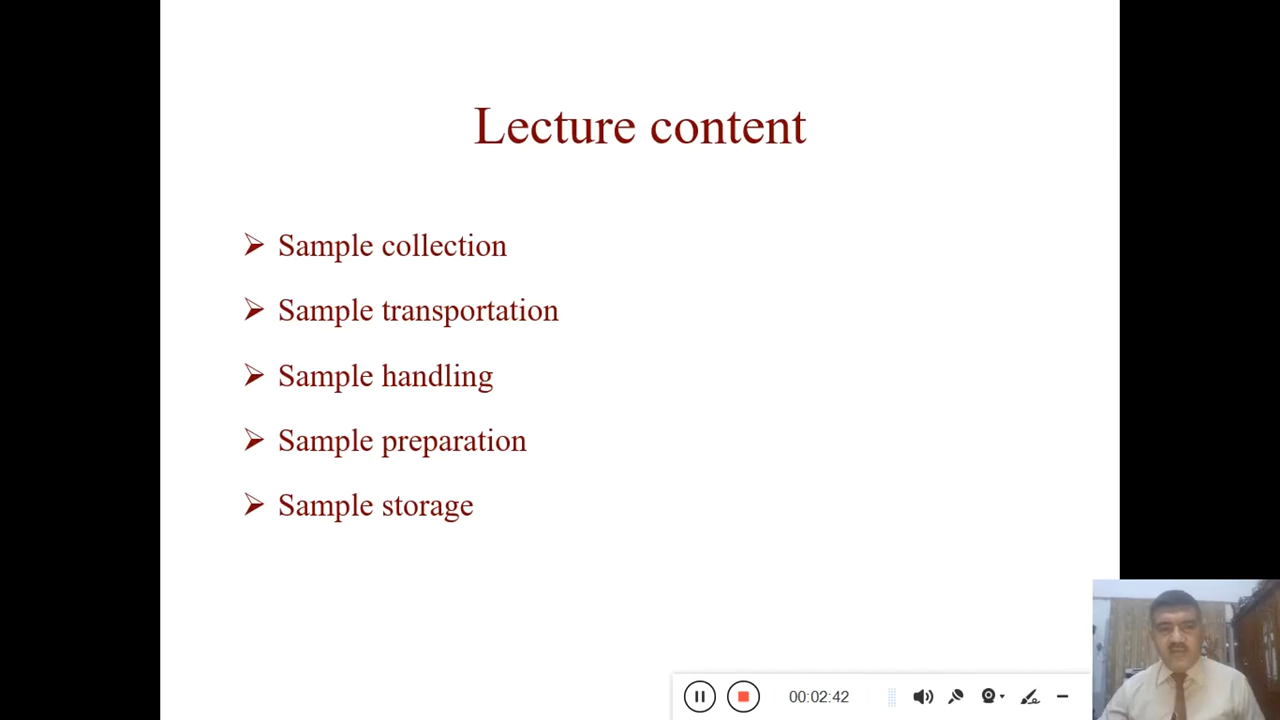 Lecture content
Sample collection
Sample transportation
Sample handling
Sample preparation
Sample storage
00:02:42